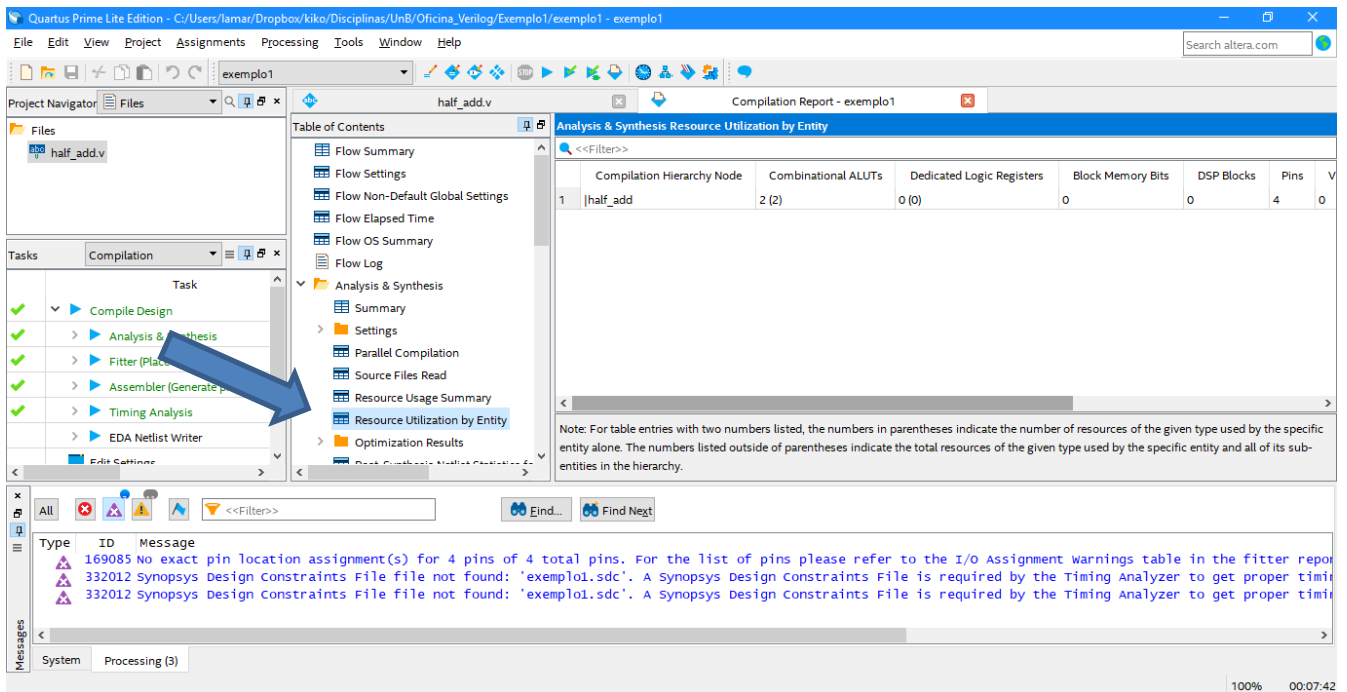 Quartus Prime Lite Edition - C:/Users/lamar/Dropbox/kiko/Disciplinas/UnB/Oficina_Verilog/Exemplo1/exemplo1 - exemplo1
File Edit View Project Assignments Processing Tools Window Help
Search altera.com
exemplo1
Project Navigator Files
Files
half_add.v
Tasks Compilation
Task
Compile Design
Analysis & thesis
Fitter (Plac
Assembler (Generate p
Timing Analysis
EDA Netlist Writer
Edit Settings
half_add.v
Compilation Report - exemplo1
Table of Contents
Flow Summary
Flow Settings
Flow Non-Default Global Settings
Flow Elapsed Time
Flow OS Summary
Flow Log
Analysis & Synthesis
Summary
Settings
Parallel Compilation
Source Files Read
Resource Usage Summary
Resource Utilization by Entity
Optimization Results
Post-Synthesis Netlist Statistics fo
Analysis & Synthesis Resource Utilization by Entity
<<Filter>>
Compilation Hierarchy Node Combinational ALUTs Dedicated Logic Registers Block Memory Bits DSP Blocks Pins V
1 |half_add 2 (2) 0 (0) 0 0 4 0
Note: For table entries with two numbers listed, the numbers in parentheses indicate the number of resources of the given type used by the specific
entity alone. The numbers listed outside of parentheses indicate the total resources of the given type used by the specific entity and all of its sub-
entities in the hierarchy.
All <<Filter>> Find... Find Next
Type ID Message
169085 No exact pin location assignment(s) for 4 pins of 4 total pins. For the list of pins please refer to the I/O Assignment Warnings table in the fitter repor
332012 Synopsys Design Constraints File file not found: 'exemplo1.sdc'. A Synopsys Design Constraints File is required by the Timing Analyzer to get proper timin
332012 Synopsys Design Constraints File file not found: 'exemplo1.sdc'. A Synopsys Design Constraints File is required by the Timing Analyzer to get proper timin
Messages
System Processing (3)
100% 00:07:42